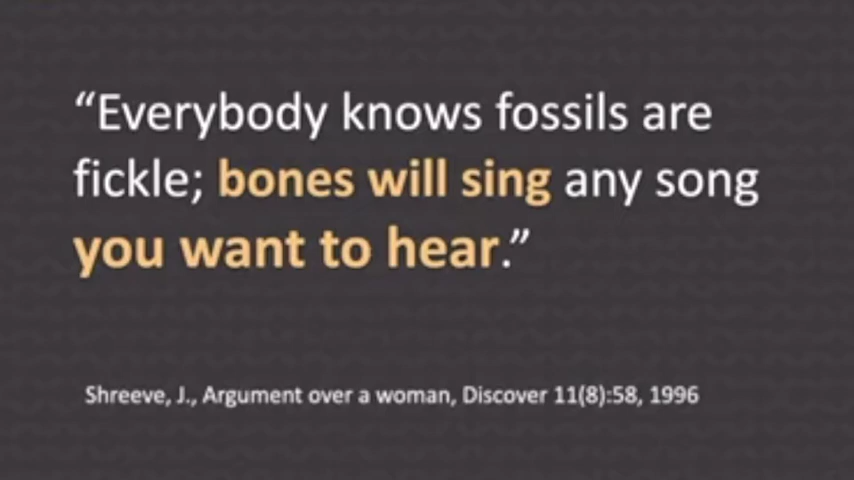 “Everybody knows fossils are
fickle; bones will sing any song
you want to hear.”
Shreeve, J., Argument over a woman, Discover 11(8):58, 1996